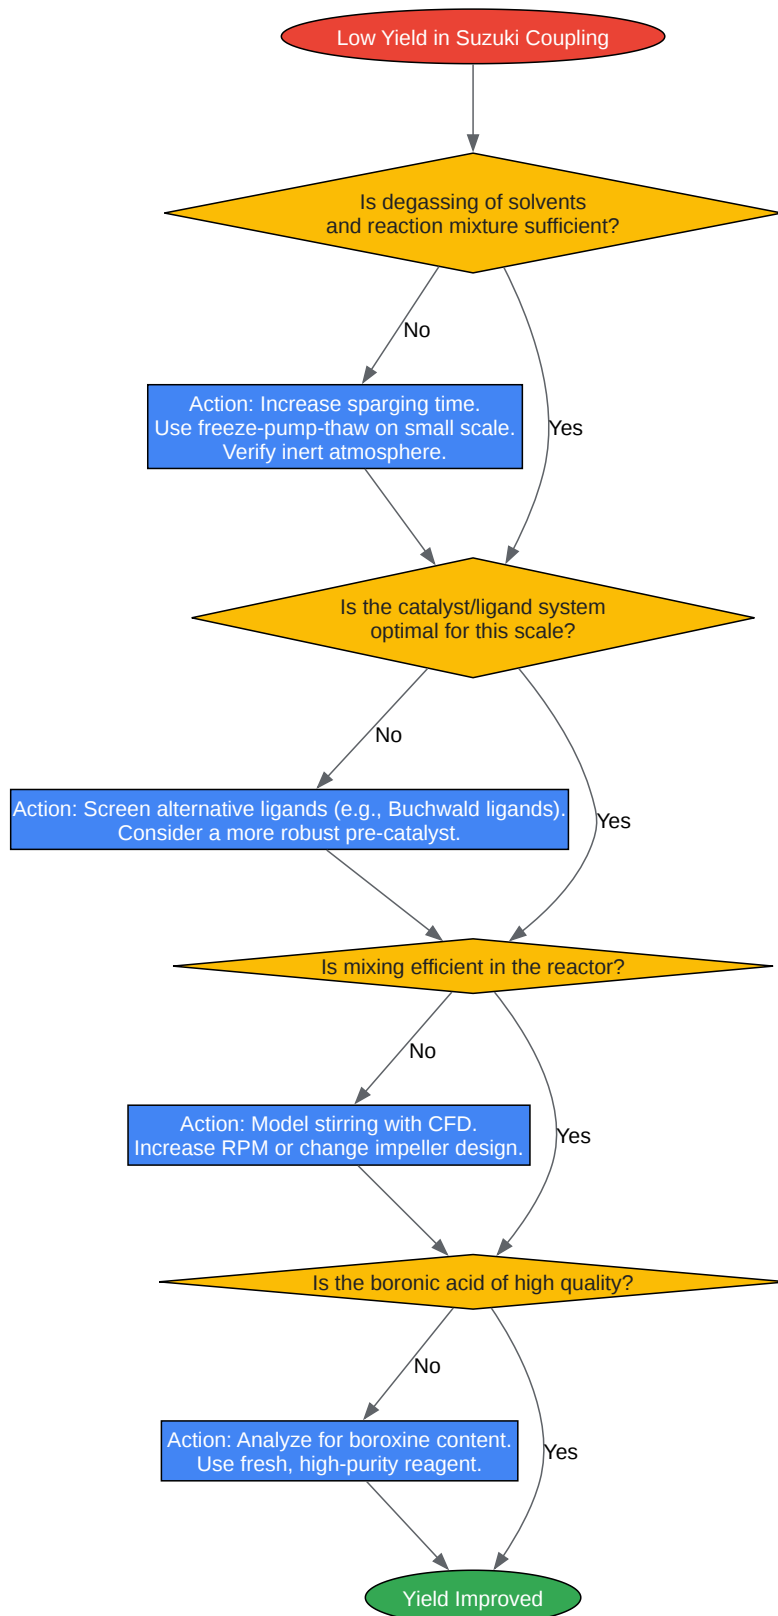 Low Yield in Suzuki Coupling
Is degassing of solvents
and reaction mixture sufficient?
No
Action: Increase sparging time.
Use freeze-pump-thaw on small scale.
Verify inert atmosphere.
Yes
Is the catalyst/ligand system
optimal for this scale?
No
Action: Screen alternative ligands (e.g., Buchwald ligands).
Consider a more robust pre-catalyst.
Yes
Is mixing efficient in the reactor?
No
Action: Model stirring with CFD.
Increase RPM or change impeller design.
Yes
Is the boronic acid of high quality?
No
Action: Analyze for boroxine content.
Use fresh, high-purity reagent.
Yes
Yield Improved